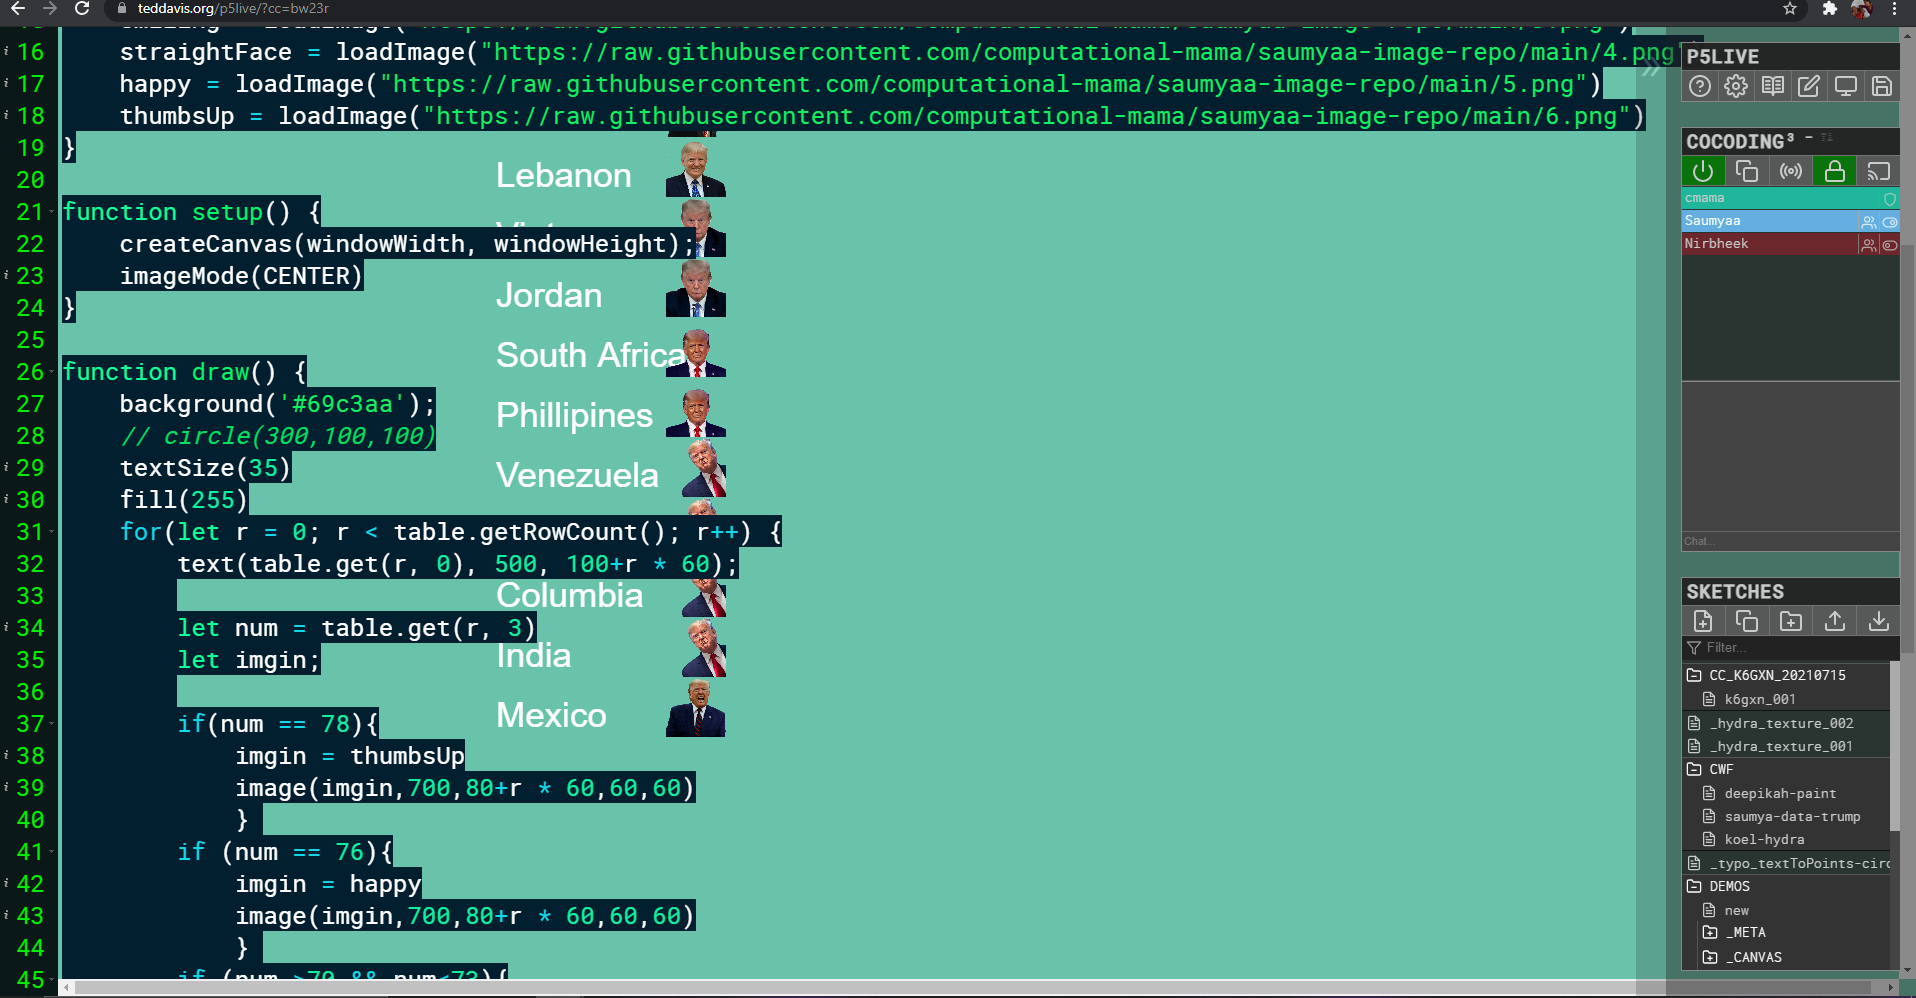 teddavis.org/p5live/?cc=bw23r
16 straightFace = loadImage("https://raw.githubusercontent.com/computational-mama/saumyaa-image-repo/main/4.png"
17 happy = loadImage("https://raw.githubusercontent.com/computational-mama/saumyaa-image-repo/main/5.png")
18 thumbsUp = loadImage("https://raw.githubusercontent.com/computational-mama/saumyaa-image-repo/main/6.png")
19 }
20
21 function setup() {
22 createCanvas(windowWidth, windowHeight);
23 imageMode(CENTER)
24 }
25
26 function draw() {
27 background('#69c3aa');
28 // circle(300,100,100)
29 textSize(35)
30 fill(255)
31 for(let r = 0; r < table.getRowCount(); r++) {
32 text(table.get(r, 0), 500, 100+r * 60);
33
34 let num = table.get(r, 3)
35 let imgin;
36
37 if(num == 78){
38 imgin = thumbsUp
39 image(imgin,700,80+r * 60,60,60)
40 }
41 if (num == 76){
42 imgin = happy
43 image(imgin,700,80+r * 60,60,60)
44 }
45 if (num >70 && num<73){
Lebanon
Jordan
South Africa
Phillipines
Venezuela
Columbia
India
Mexico
P5LIVE
COCODING³ -
cmama
Saumyaa
Nirbheek
Chat...
SKETCHES
Filter...
CC_K6GXN_20210715
k6gxn_001
_hydra_texture_002
_hydra_texture_001
CWF
deepikah-paint
saumya-data-trump
koel-hydra
_typo_textToPoints-circ
DEMOS
new
_META
_CANVAS